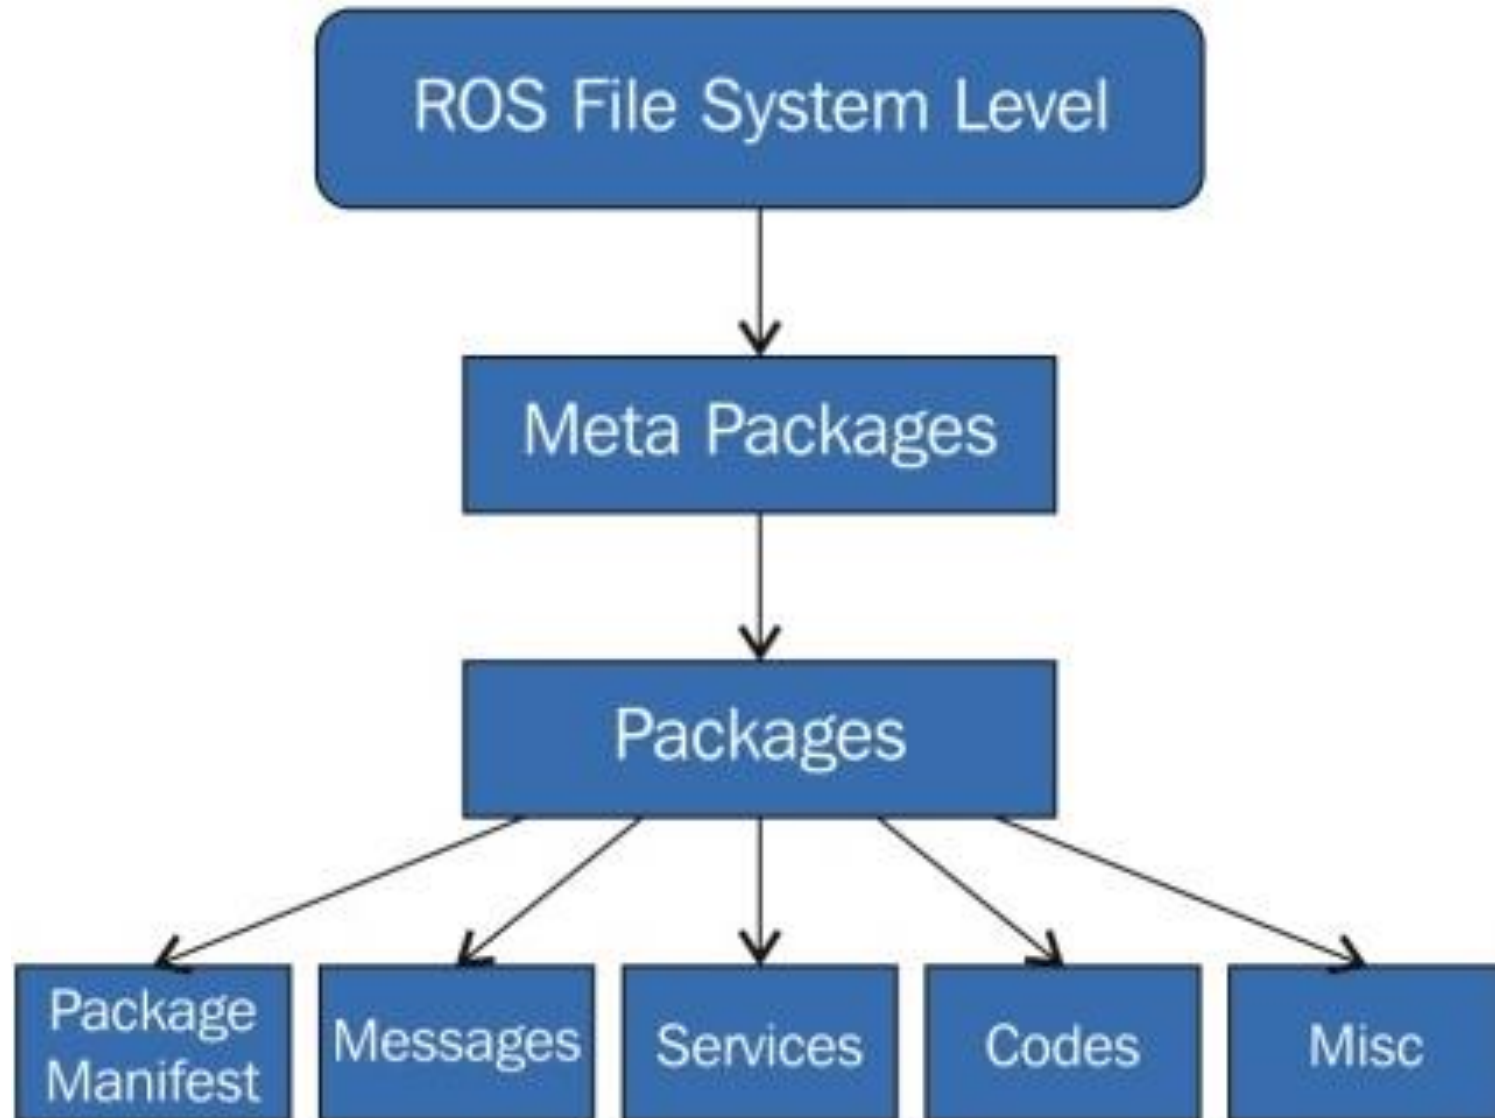 ROS File System Level
Meta Packages
Packages
Package
Manifest
Messages
Services
Codes
Misc